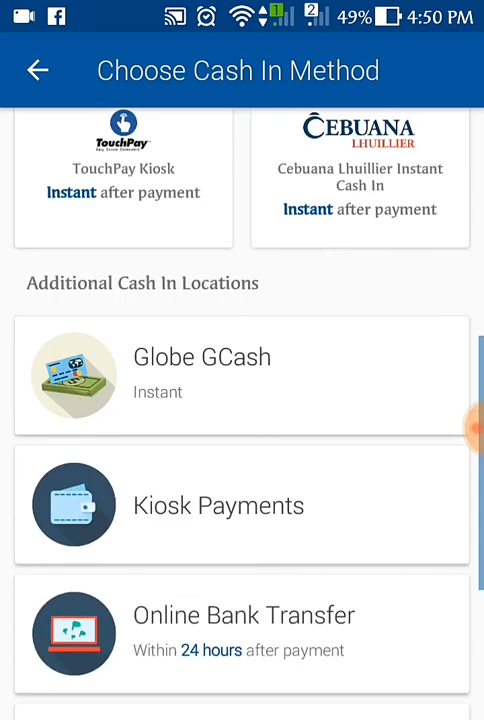 1 2 49% 4:50 PM
Choose Cash In Method
TouchPay
TouchPay Kiosk
Instant after payment
CEBUANA
LHUILLIER
Cebuana Lhuillier Instant
Cash In
Instant after payment
Additional Cash In Locations
Globe GCash
Instant
Kiosk Payments
Online Bank Transfer
Within 24 hours after payment